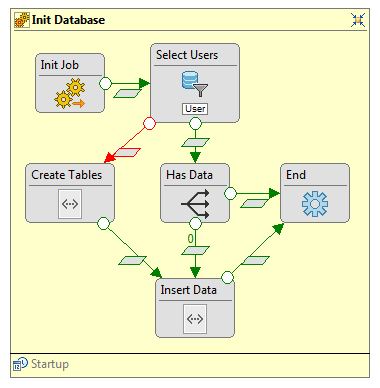 Init Database
Init Job
Select Users
User
Create Tables
Has Data
End
0
Insert Data
Startup